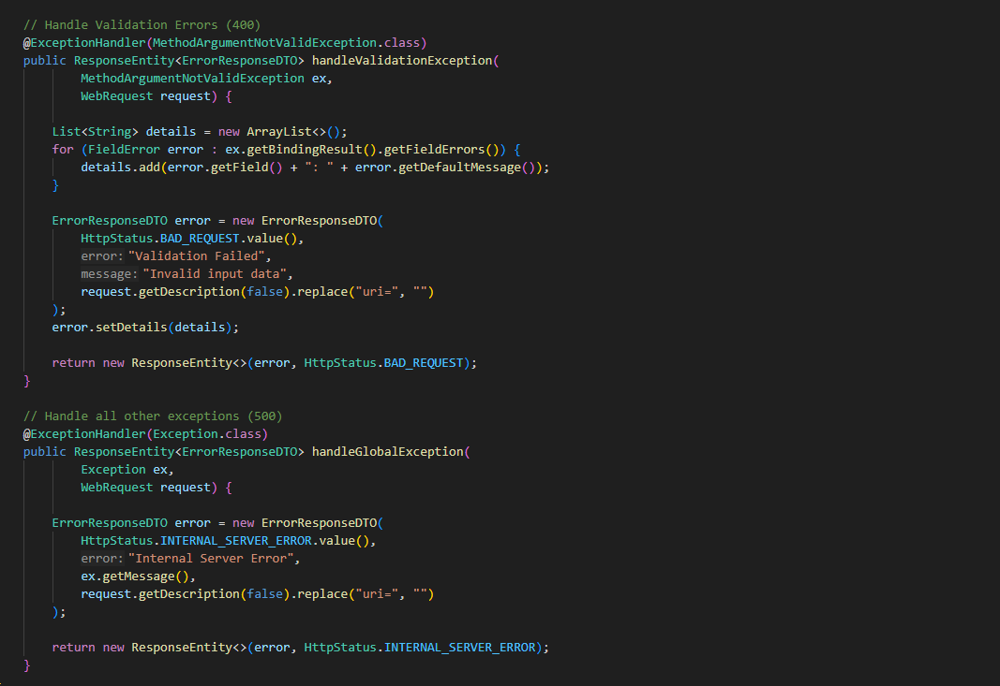 // Handle Validation Errors (400)
@ExceptionHandler(MethodArgumentNotValidException.class)
public ResponseEntity<ErrorResponseDTO> handleValidationException(
        MethodArgumentNotValidException ex,
        WebRequest request) {

    List<String> details = new ArrayList<>();
    for (FieldError error : ex.getBindingResult().getFieldErrors()) {
        details.add(error.getField() + ": " + error.getDefaultMessage());
    }

    ErrorResponseDTO error = new ErrorResponseDTO(
        HttpStatus.BAD_REQUEST.value(),
        error: "Validation Failed",
        message: "Invalid input data",
        request.getDescription(false).replace("uri=", "")
    );
    error.setDetails(details);

    return new ResponseEntity<>(error, HttpStatus.BAD_REQUEST);
}

// Handle all other exceptions (500)
@ExceptionHandler(Exception.class)
public ResponseEntity<ErrorResponseDTO> handleGlobalException(
        Exception ex,
        WebRequest request) {

    ErrorResponseDTO error = new ErrorResponseDTO(
        HttpStatus.INTERNAL_SERVER_ERROR.value(),
        error: "Internal Server Error",
        ex.getMessage(),
        request.getDescription(false).replace("uri=", "")
    );

    return new ResponseEntity<>(error, HttpStatus.INTERNAL_SERVER_ERROR);
}